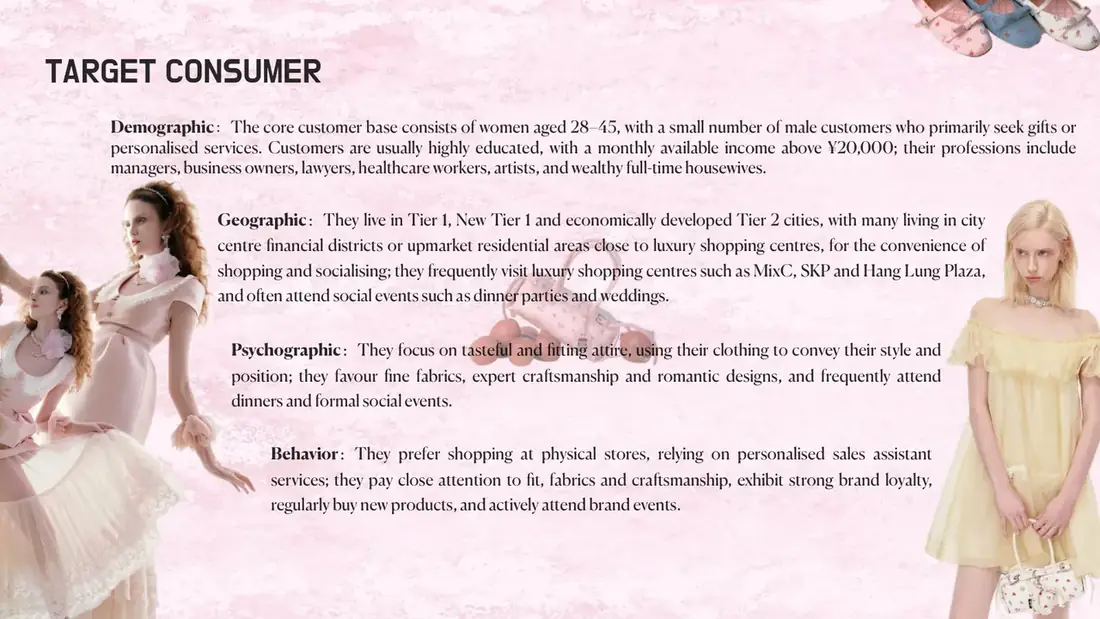 TARGET CONSUMER
Demographic： The core customer base consists of women aged 28–45, with a small number of male customers who primarily seek gifts or
personalised services. Customers are usually highly educated, with a monthly available income above ¥20,000; their professions include
managers, business owners, lawyers, healthcare workers, artists, and wealthy full-time housewives.
Geographic： They live in Tier 1, New Tier 1 and economically developed Tier 2 cities, with many living in city
centre financial districts or upmarket residential areas close to luxury shopping centres, for the convenience of
shopping and socialising; they frequently visit luxury shopping centres such as MixC, SKP and Hang Lung Plaza,
and often attend social events such as dinner parties and weddings.
Psychographic： They focus on tasteful and fitting attire, using their clothing to convey their style and
position; they favour fine fabrics, expert craftsmanship and romantic designs, and frequently attend
dinners and formal social events.
Behavior： They prefer shopping at physical stores, relying on personalised sales assistant
services; they pay close attention to fit, fabrics and craftsmanship, exhibit strong brand loyalty,
regularly buy new products, and actively attend brand events.